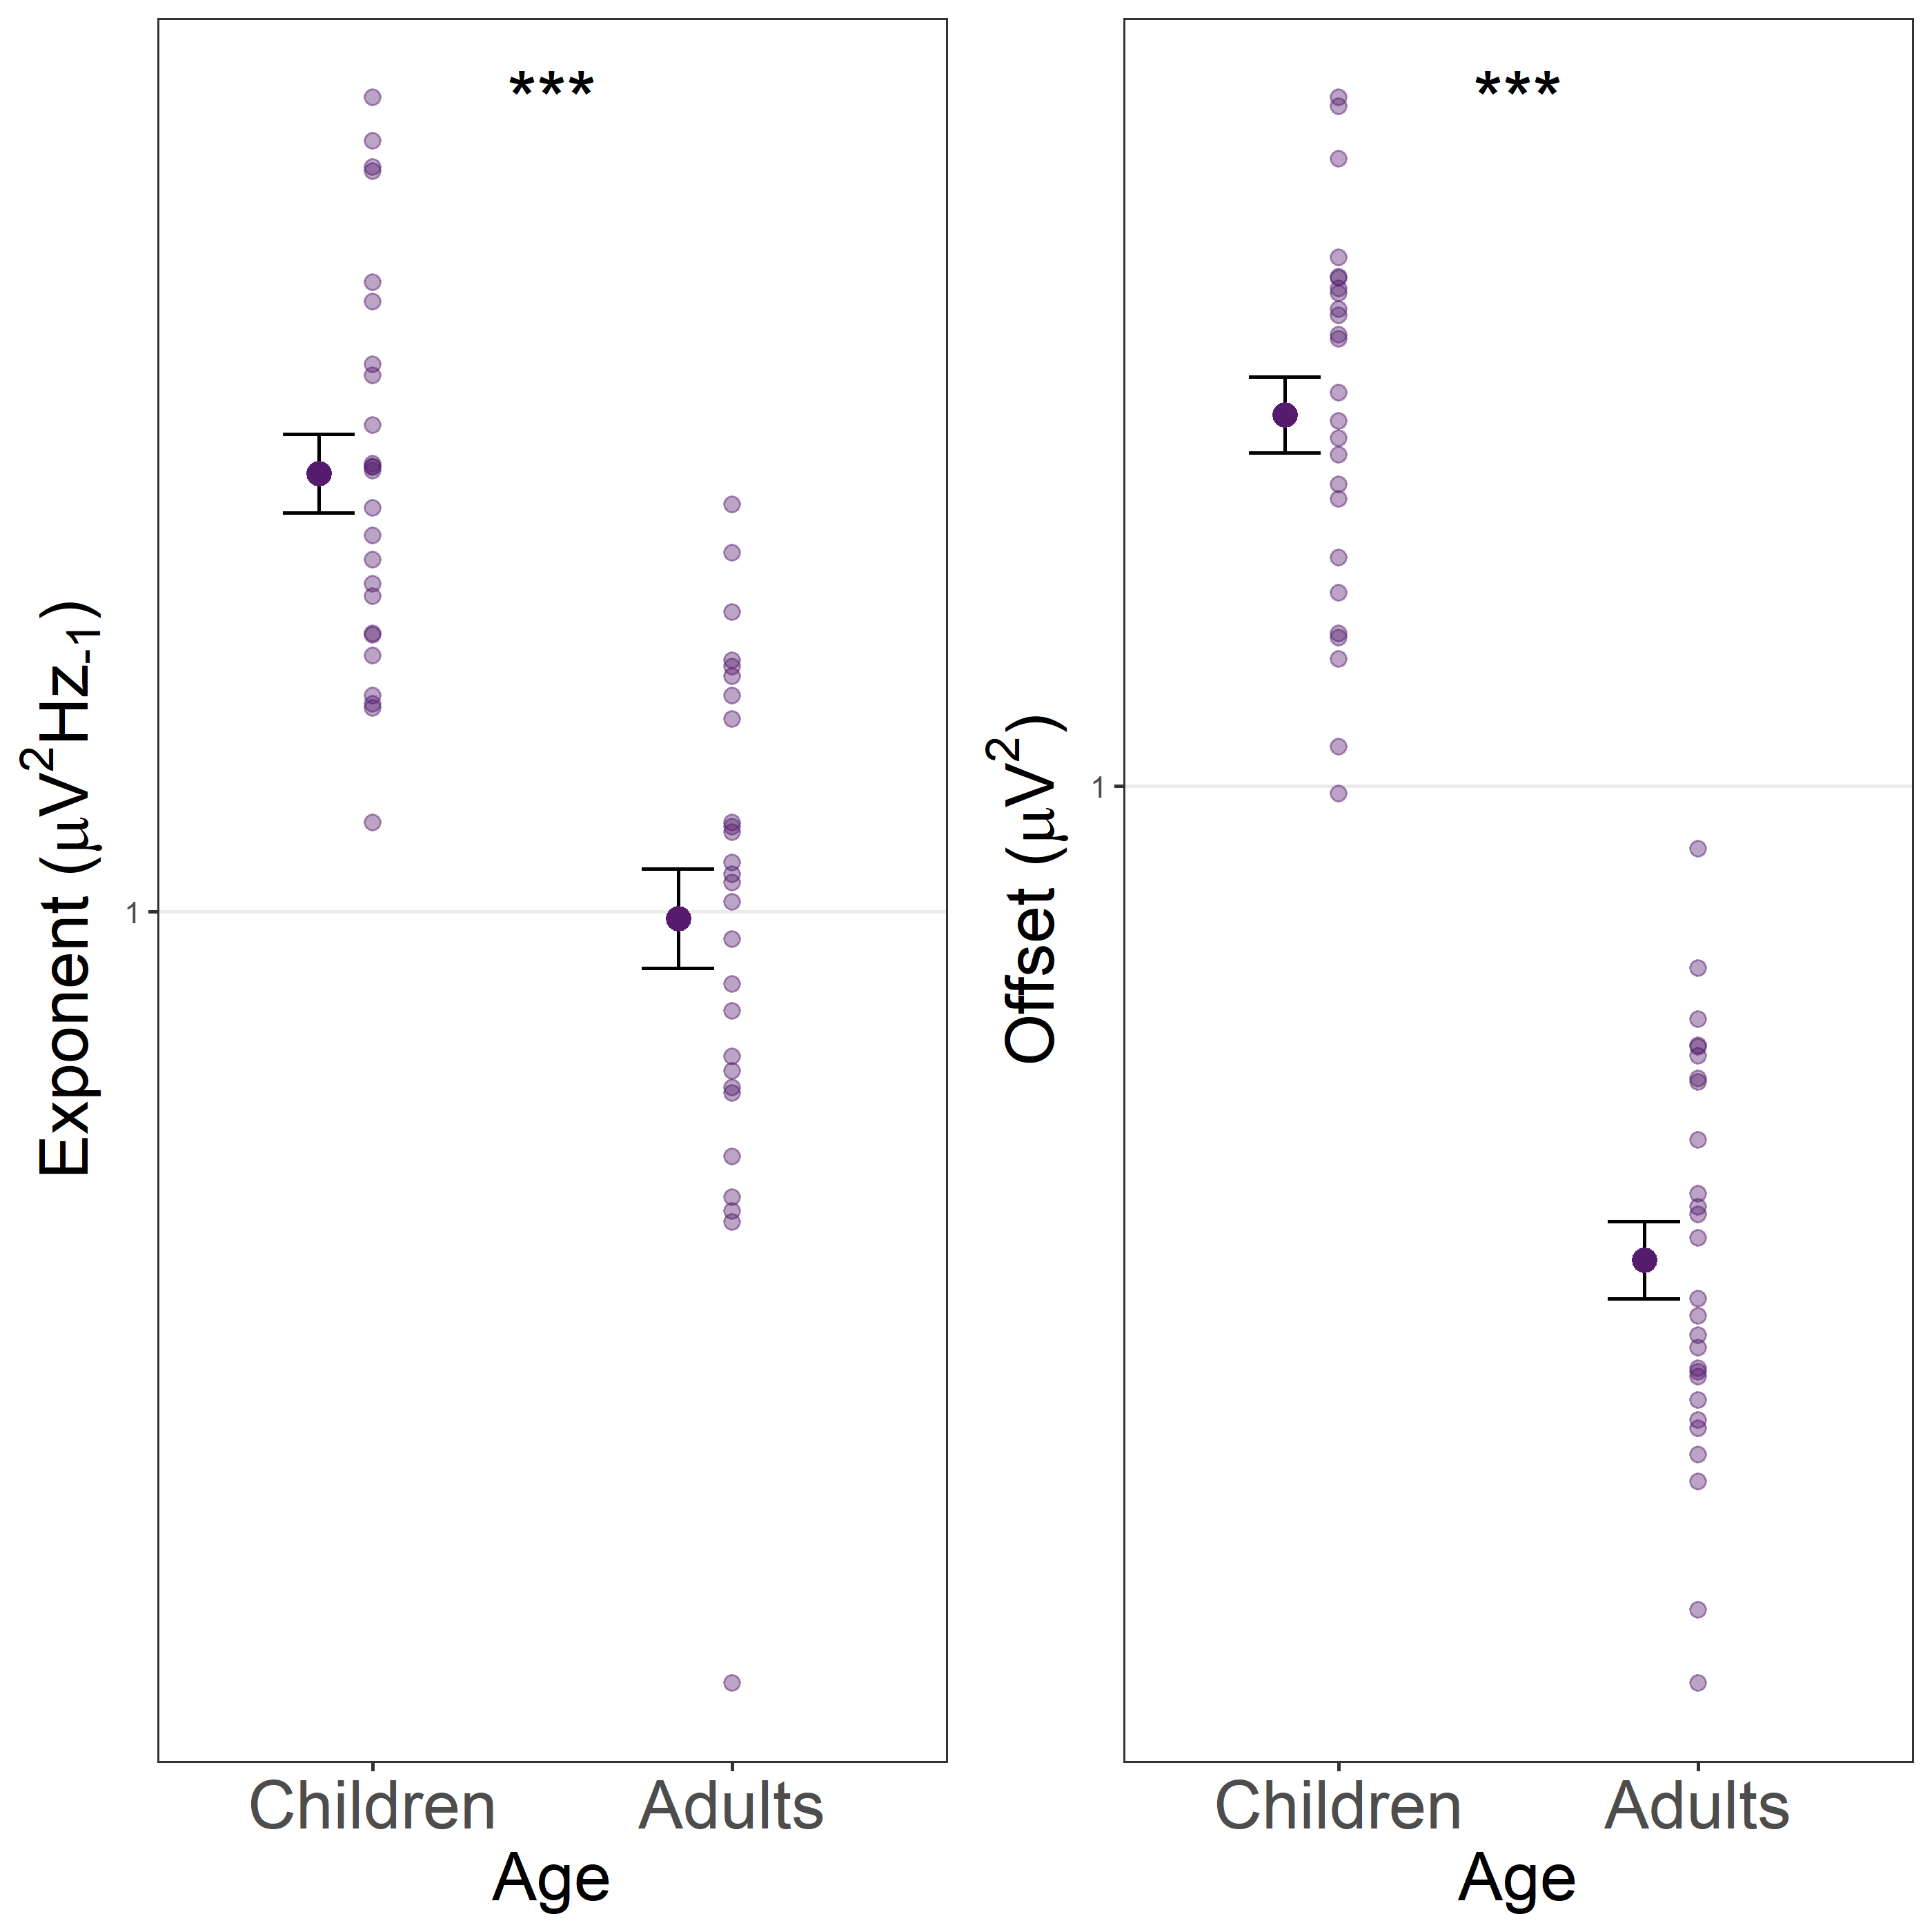 ***
Exponent (μV²Hz₋₁)
1
Children Adults
Age
***
Offset (μV²)
1
Children Adults
Age